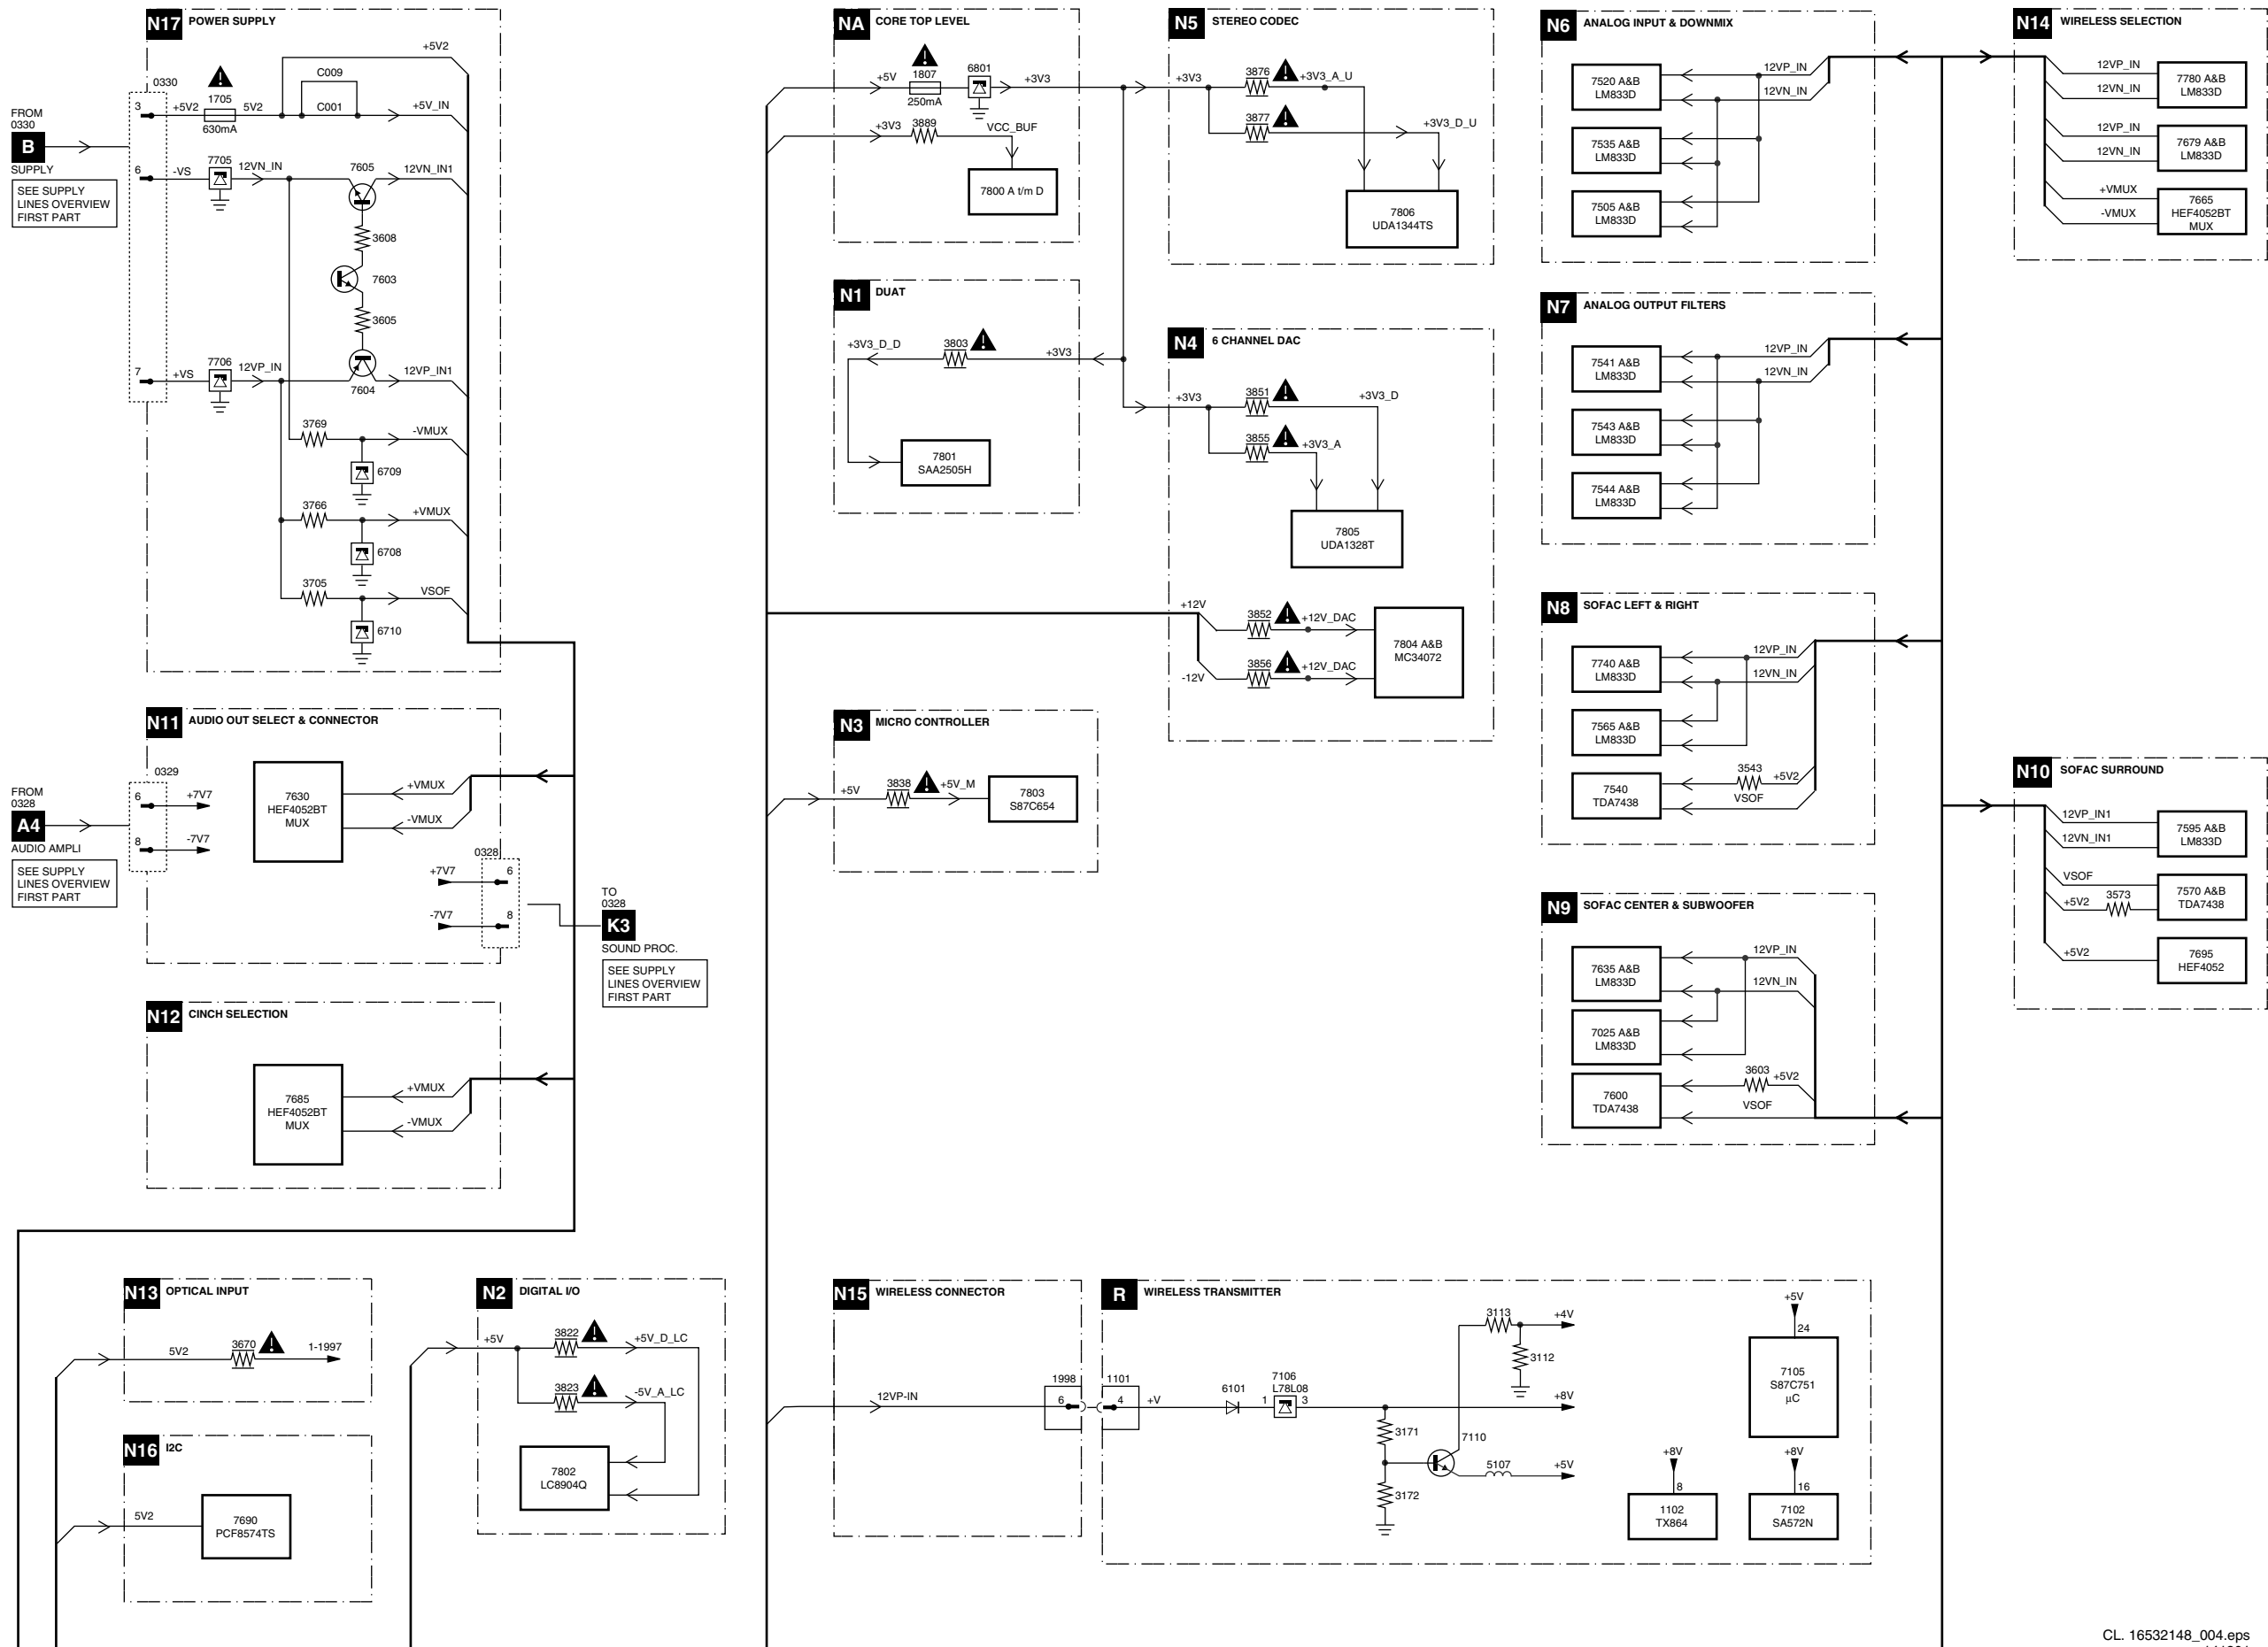 N17 POWER SUPPLY
+5V2
C009
0330
1705
3
+5V2
5V2
C001
+5V_IN
630mA
FROM
0330
B
SUPPLY
SEE SUPPLY
LINES OVERVIEW
FIRST PART
6
-VS
7705
12VN_IN
7605
12VN_IN1
3608
7603
3605
7
+VS
7706
12VP_IN
7604
12VP_IN1
3769
-VMUX
6709
3766
+VMUX
6708
3705
VSOF
6710
N11 AUDIO OUT SELECT & CONNECTOR
0329
FROM
0328
A4
AUDIO AMPLI
SEE SUPPLY
LINES OVERVIEW
FIRST PART
6
+7V7
8
-7V7
7630
HEF4052BT
MUX
+VMUX
-VMUX
0328
+7V7
6
-7V7
8
TO
0328
K3
SOUND PROC.
SEE SUPPLY
LINES OVERVIEW
FIRST PART
N12 CINCH SELECTION
7685
HEF4052BT
MUX
+VMUX
-VMUX
N13 OPTICAL INPUT
5V2
3670
1-1997
N16 I2C
5V2
7690
PCF8574TS
N2 DIGITAL I/O
+5V
3822
+5V_D_LC
3823
-5V_A_LC
7802
LC8904Q
NA CORE TOP LEVEL
+5V
1807
250mA
6801
+3V3
+3V3
3889
VCC_BUF
7800 A t/m D
N5 STEREO CODEC
+3V3
3876
+3V3_A_U
3877
+3V3_D_U
7806
UDA1344TS
N1 DUAT
+3V3_D_D
3803
+3V3
7801
SAA2505H
N4 6 CHANNEL DAC
+3V3
3851
+3V3_D
3855
+3V3_A
7805
UDA1328T
+12V
3852
+12V_DAC
7804 A&B
MC34072
-12V
3856
+12V_DAC
N3 MICRO CONTROLLER
+5V
3838
+5V_M
7803
S87C654
N15 WIRELESS CONNECTOR
12VP-IN
1998
6
R WIRELESS TRANSMITTER
1101
4
+V
6101
7106
L78L08
1
3
3113
+4V
3112
+8V
3171
7110
5107
+5V
3172
+5V
24
7105
S87C751
µC
+8V
8
1102
TX864
+8V
16
7102
SA572N
N6 ANALOG INPUT & DOWNMIX
7520 A&B
LM833D
12VP_IN
12VN_IN
7535 A&B
LM833D
7505 A&B
LM833D
N7 ANALOG OUTPUT FILTERS
7541 A&B
LM833D
12VP_IN
12VN_IN
7543 A&B
LM833D
7544 A&B
LM833D
N8 SOFAC LEFT & RIGHT
7740 A&B
LM833D
12VP_IN
12VN_IN
7565 A&B
LM833D
7540
TDA7438
3543
+5V2
VSOF
N9 SOFAC CENTER & SUBWOOFER
7635 A&B
LM833D
12VP_IN
12VN_IN
7025 A&B
LM833D
7600
TDA7438
3603
+5V2
VSOF
N14 WIRELESS SELECTION
12VP_IN
12VN_IN
7780 A&B
LM833D
12VP_IN
12VN_IN
7679 A&B
LM833D
+VMUX
-VMUX
7665
HEF4052BT
MUX
N10 SOFAC SURROUND
12VP_IN1
12VN_IN1
7595 A&B
LM833D
VSOF
+5V2
3573
7570 A&B
TDA7438
+5V2
7695
HEF4052
CL. 16532148_004.eps